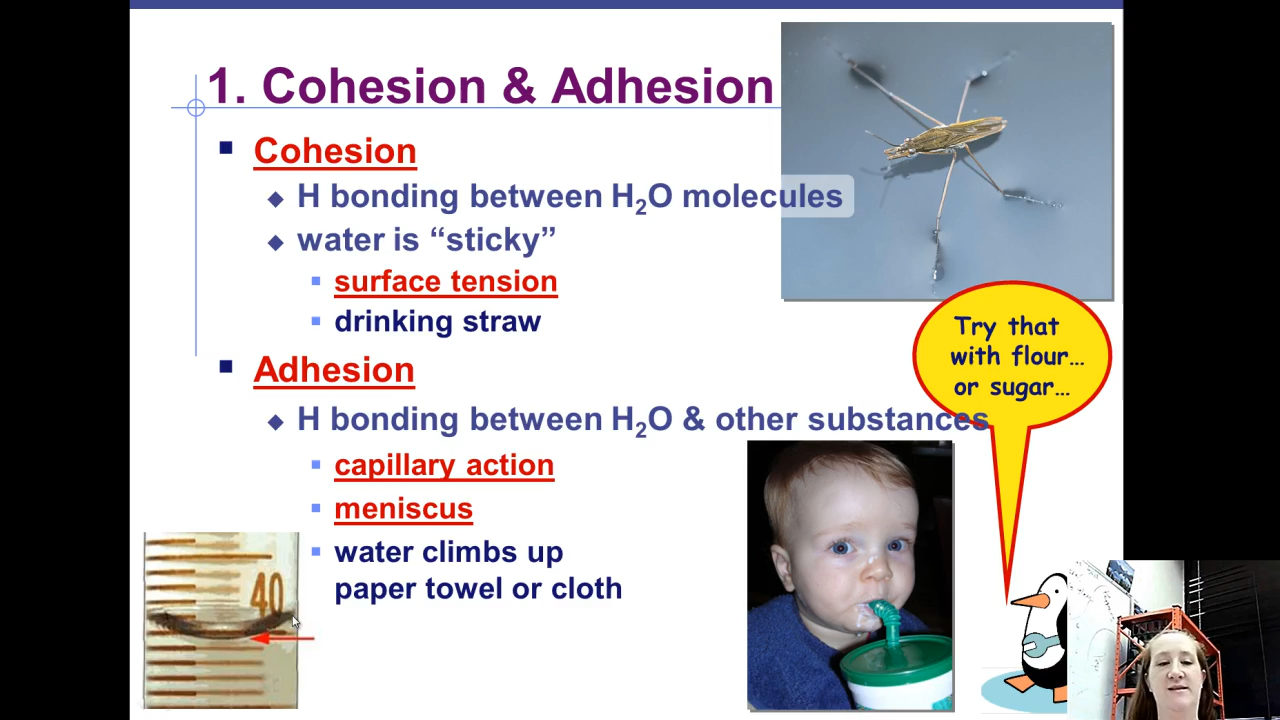 1. Cohesion & Adhesion
Cohesion
H bonding between H₂O molecules
water is “sticky”
surface tension
drinking straw
Adhesion
H bonding between H₂O & other substances
capillary action
meniscus
water climbs up
paper towel or cloth
Try that
with flour…
or sugar…
40